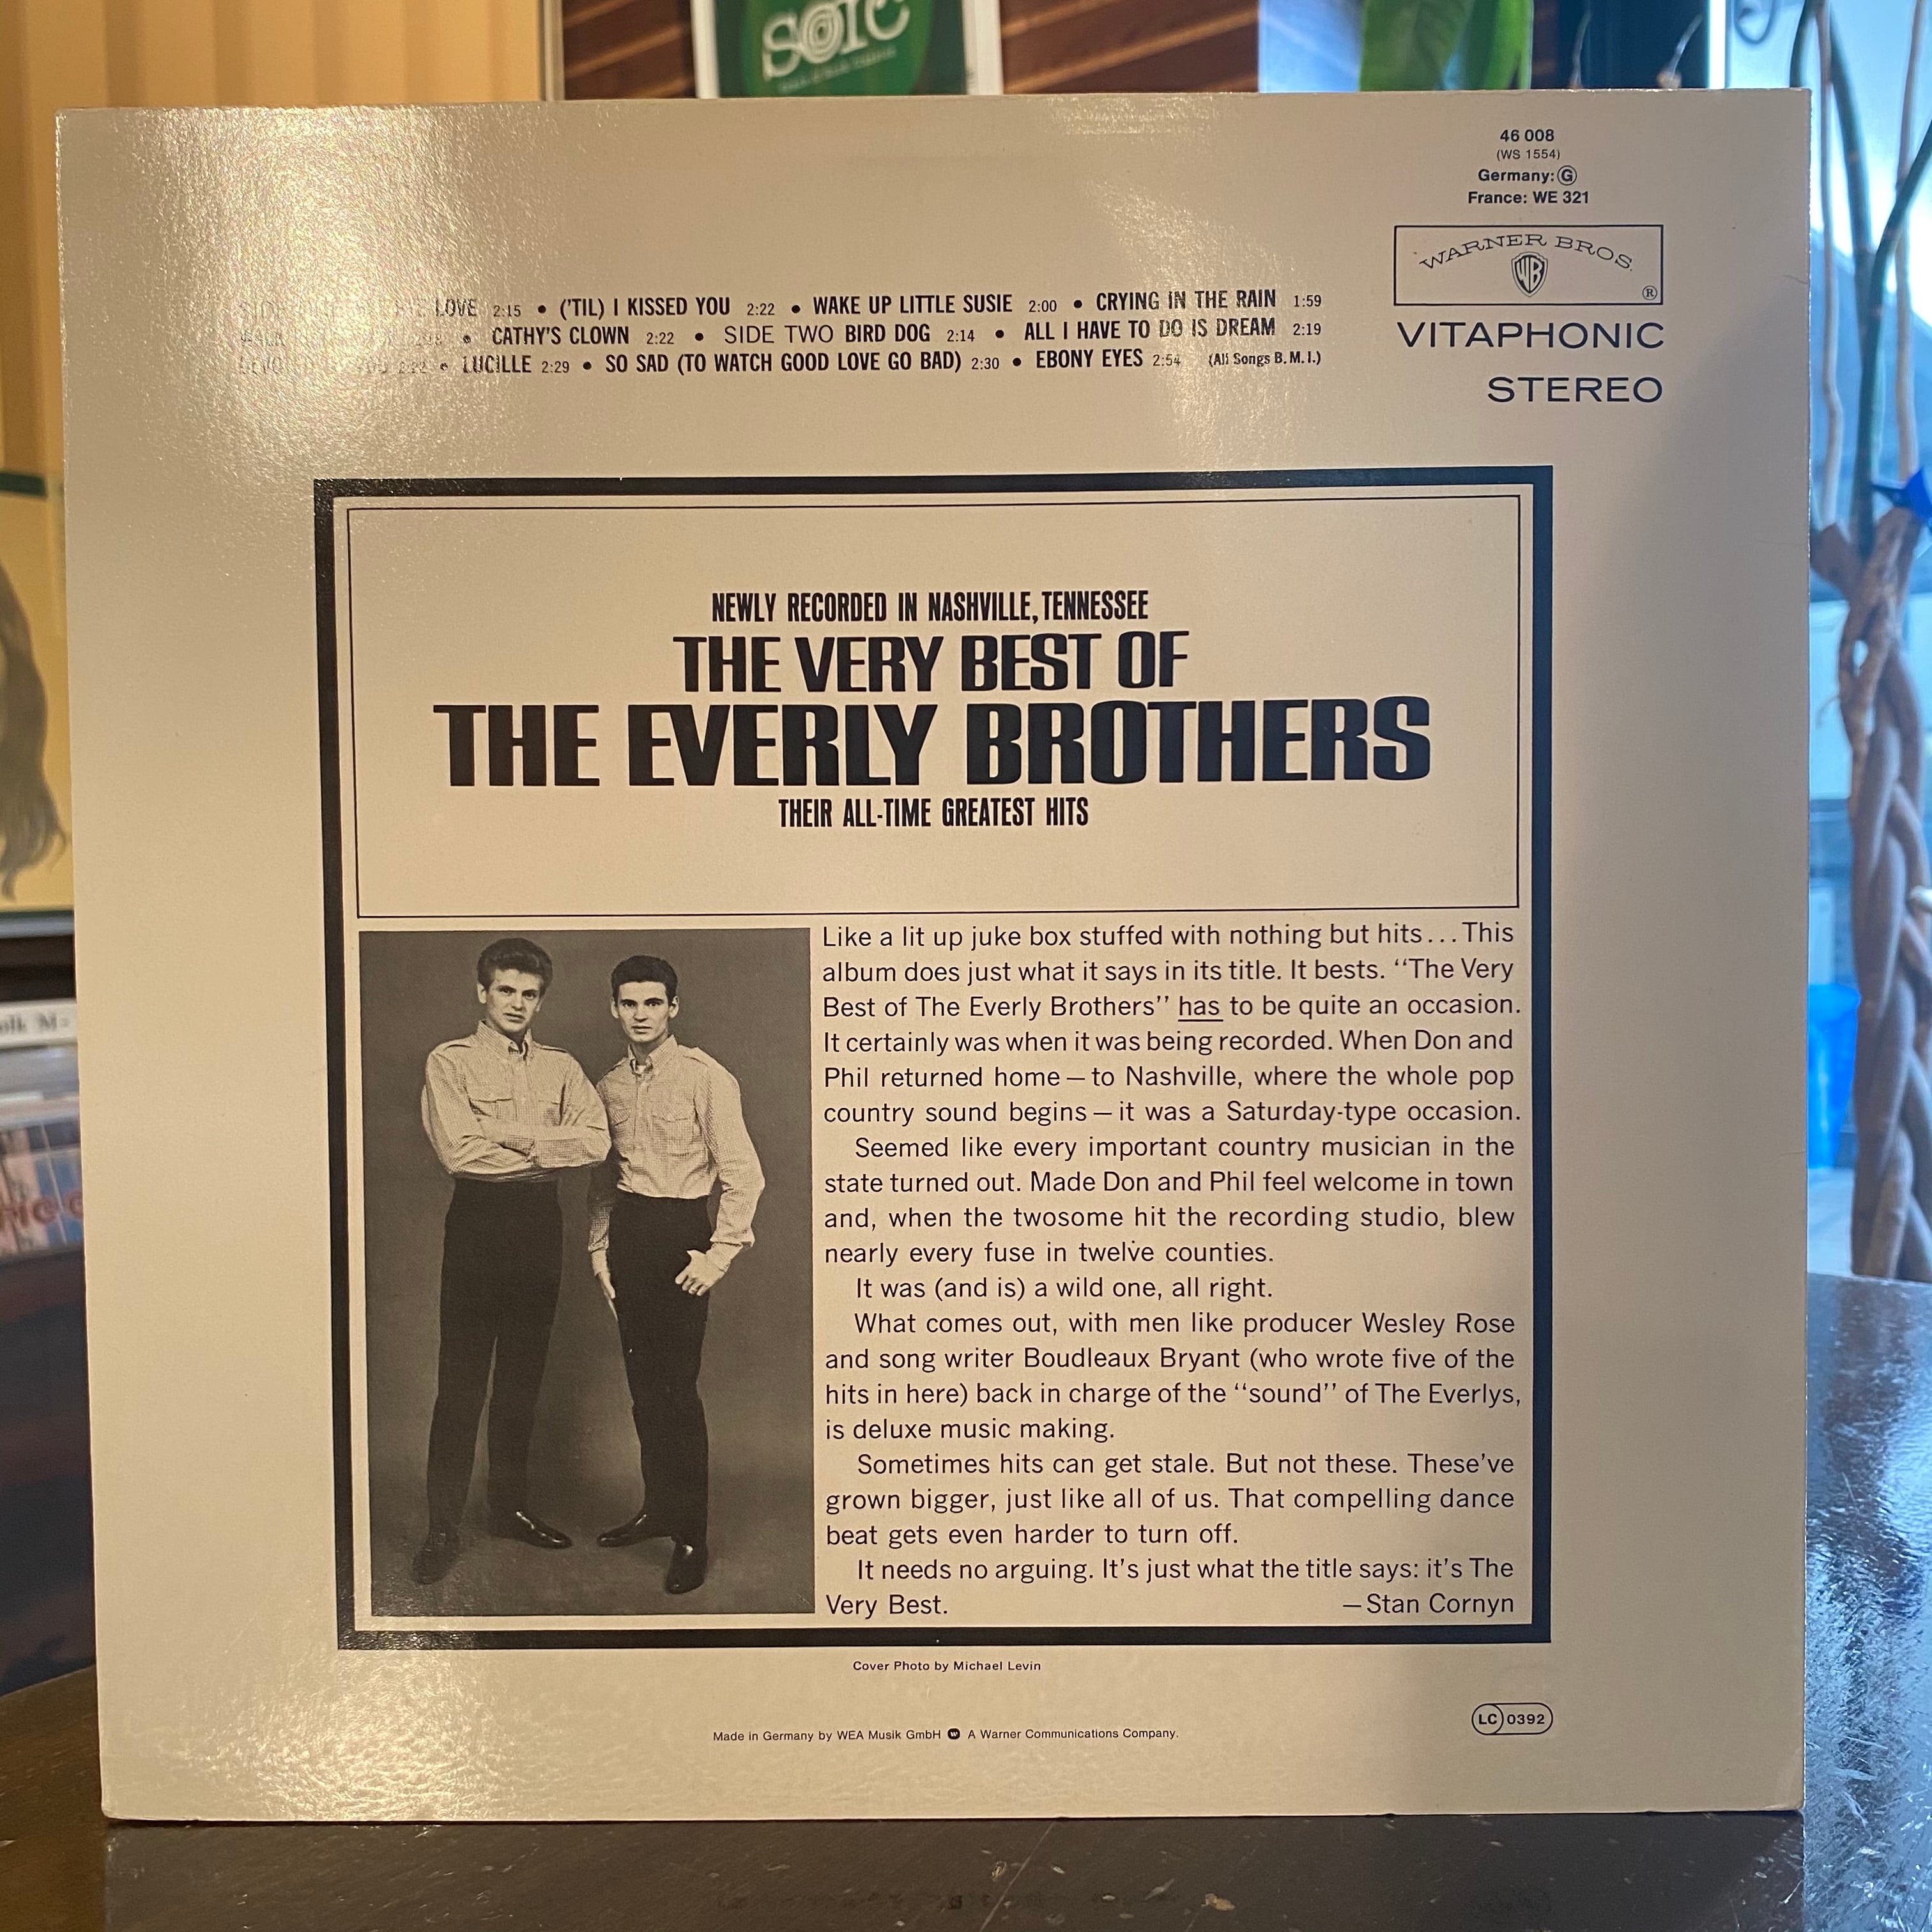 SOIC
46 008
(WS 1554)
Germany: G
France: WE 321
WARNER BROS.
WB
®
VITAPHONIC
STEREO
SIDE LOVE 2:15 • ('TIL) I KISSED YOU 2:22 • WAKE UP LITTLE SUSIE 2:00 • CRYING IN THE RAIN 1:59
• CATHY'S CLOWN 2:22 • SIDE TWO BIRD DOG 2:14 • ALL I HAVE TO DO IS DREAM 2:19
YOU 2:22 • LUCILLE 2:29 • SO SAD (TO WATCH GOOD LOVE GO BAD) 2:30 • EBONY EYES 2:54 (All Songs B.M.I.)
NEWLY RECORDED IN NASHVILLE, TENNESSEE
THE VERY BEST OF
THE EVERLY BROTHERS
THEIR ALL-TIME GREATEST HITS
Like a lit up juke box stuffed with nothing but hits...This
album does just what it says in its title. It bests. "The Very
Best of The Everly Brothers" has to be quite an occasion.
It certainly was when it was being recorded. When Don and
Phil returned home — to Nashville, where the whole pop
country sound begins — it was a Saturday-type occasion.
Seemed like every important country musician in the
state turned out. Made Don and Phil feel welcome in town
and, when the twosome hit the recording studio, blew
nearly every fuse in twelve counties.
It was (and is) a wild one, all right.
What comes out, with men like producer Wesley Rose
and song writer Boudleaux Bryant (who wrote five of the
hits in here) back in charge of the "sound" of The Everlys,
is deluxe music making.
Sometimes hits can get stale. But not these. These've
grown bigger, just like all of us. That compelling dance
beat gets even harder to turn off.
It needs no arguing. It's just what the title says: it's The
Very Best. — Stan Cornyn
Cover Photo by Michael Levin
Made in Germany by WEA Musik GmbH A Warner Communications Company.
LC 0392